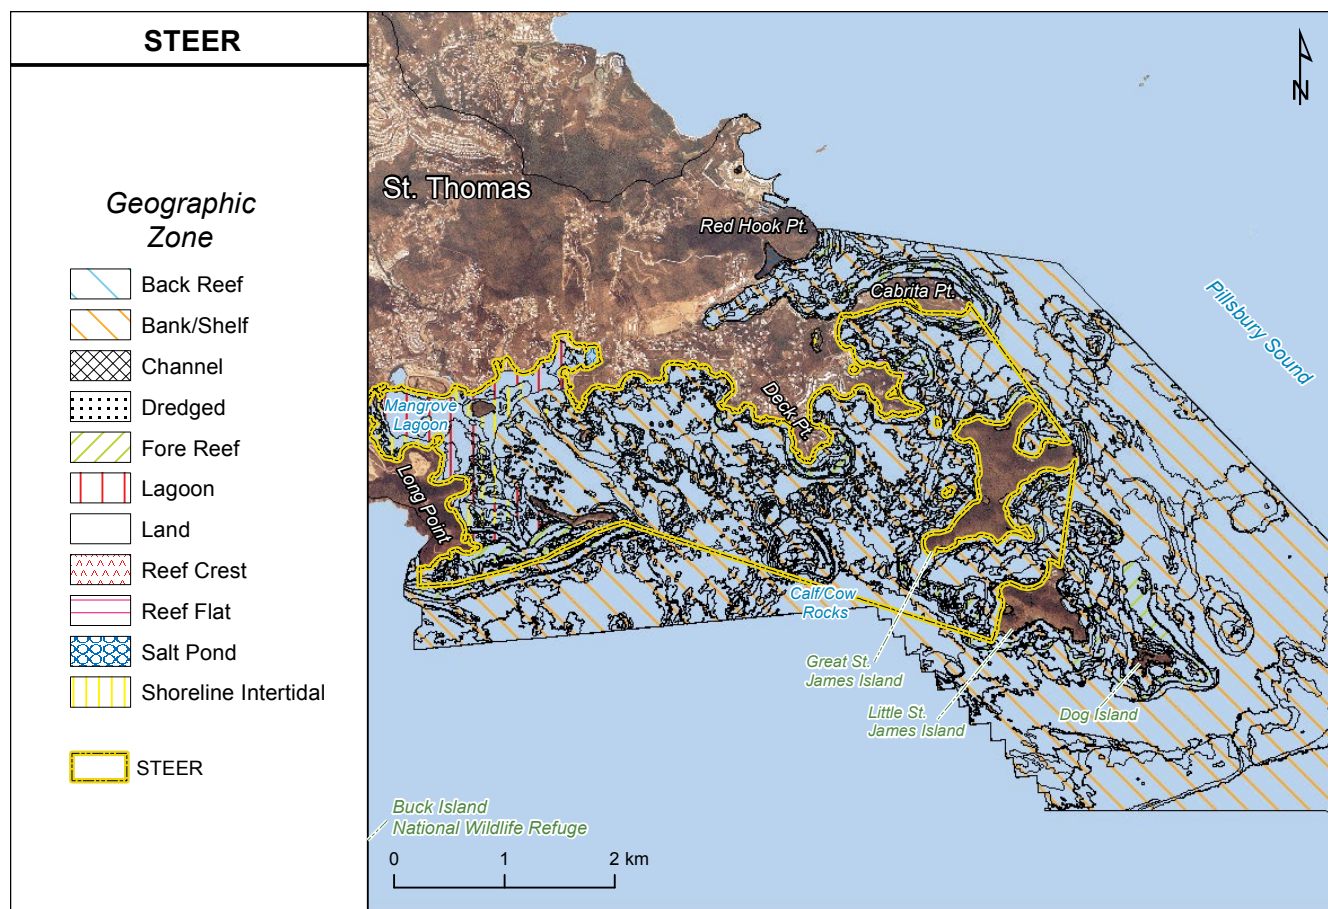 STEER
Geographic
Zone
Back Reef
Bank/Shelf
Channel
Dredged
Fore Reef
Lagoon
Land
Reef Crest
Reef Flat
Salt Pond
Shoreline Intertidal
STEER
N
St. Thomas
Red Hook Pt.
Cabrita Pt.
Pillsbury Sound
Deck Pt.
Mangrove
Lagoon
Long Point
Calf/Cow
Rocks
Great St.
James Island
Little St.
James Island
Dog Island
Buck Island
National Wildlife Refuge
0 1 2 km